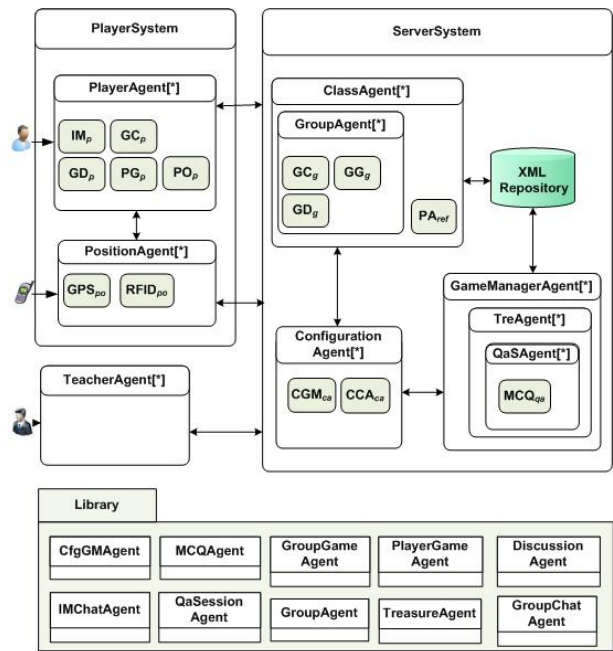 PlayerSystem
PlayerAgent[*]
IMp
GCp
GDp
PGp
POp
PositionAgent[*]
GPSpo
RFIDpo
TeacherAgent[*]
ServerSystem
ClassAgent[*]
GroupAgent[*]
GCg
GGg
GDg
PAref
XML
Repository
Configuration
Agent[*]
CGMca
CCAca
GameManagerAgent[*]
TreAgent[*]
QaSAgent[*]
MCQqa
Library
CfgGMAgent
MCQAgent
GroupGame
Agent
PlayerGame
Agent
Discussion
Agent
IMChatAgent
QaSession
Agent
GroupAgent
TreasureAgent
GroupChat
Agent